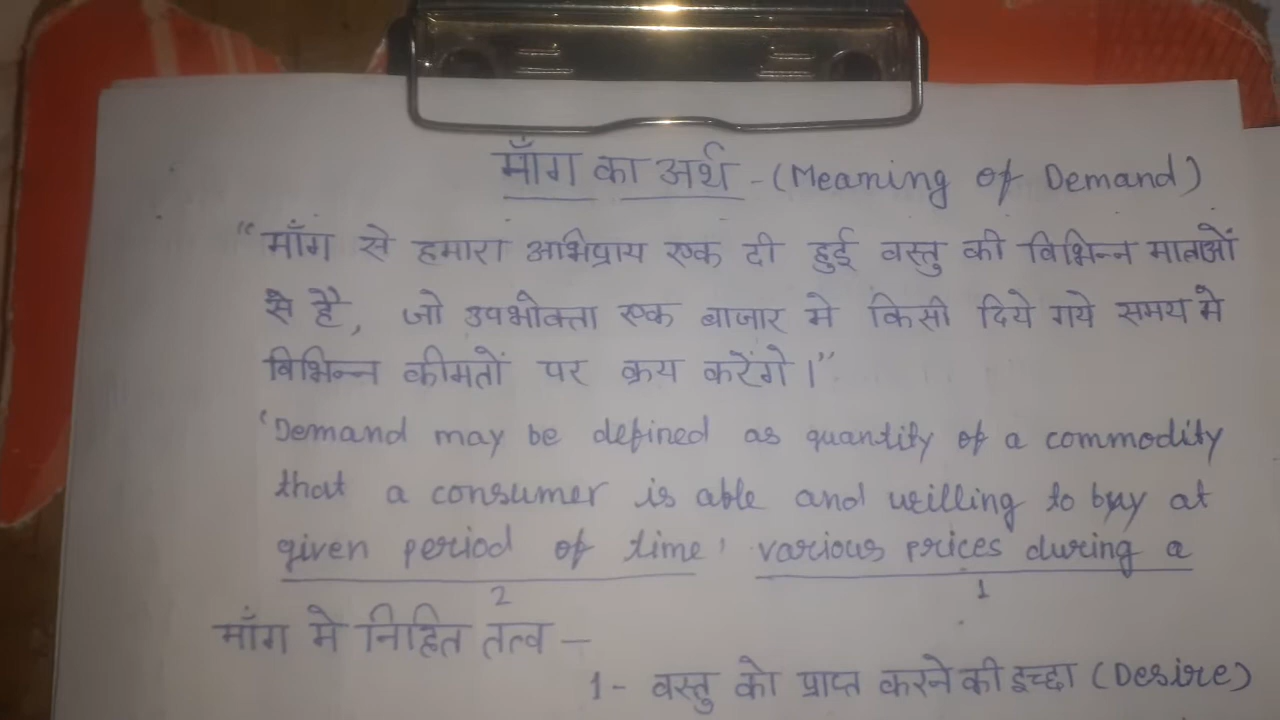 माँग का अर्थ - (Meaning of Demand)
“माँग से हमारा अभिप्राय एक दी हुई वस्तु की विभिन्न मात्राओं
से है, जो उपभोक्ता एक बाजार मे किसी दिये गये समय मे
विभिन्न कीमतों पर क्रय करेंगे।”
‘Demand may be defined as quantity of a commodity
that a consumer is able and willing to buy at
given period of time' various prices during a
2 1
माँग मे निहित तत्व –
1- वस्तु को प्राप्त करने की इच्छा (Desire)